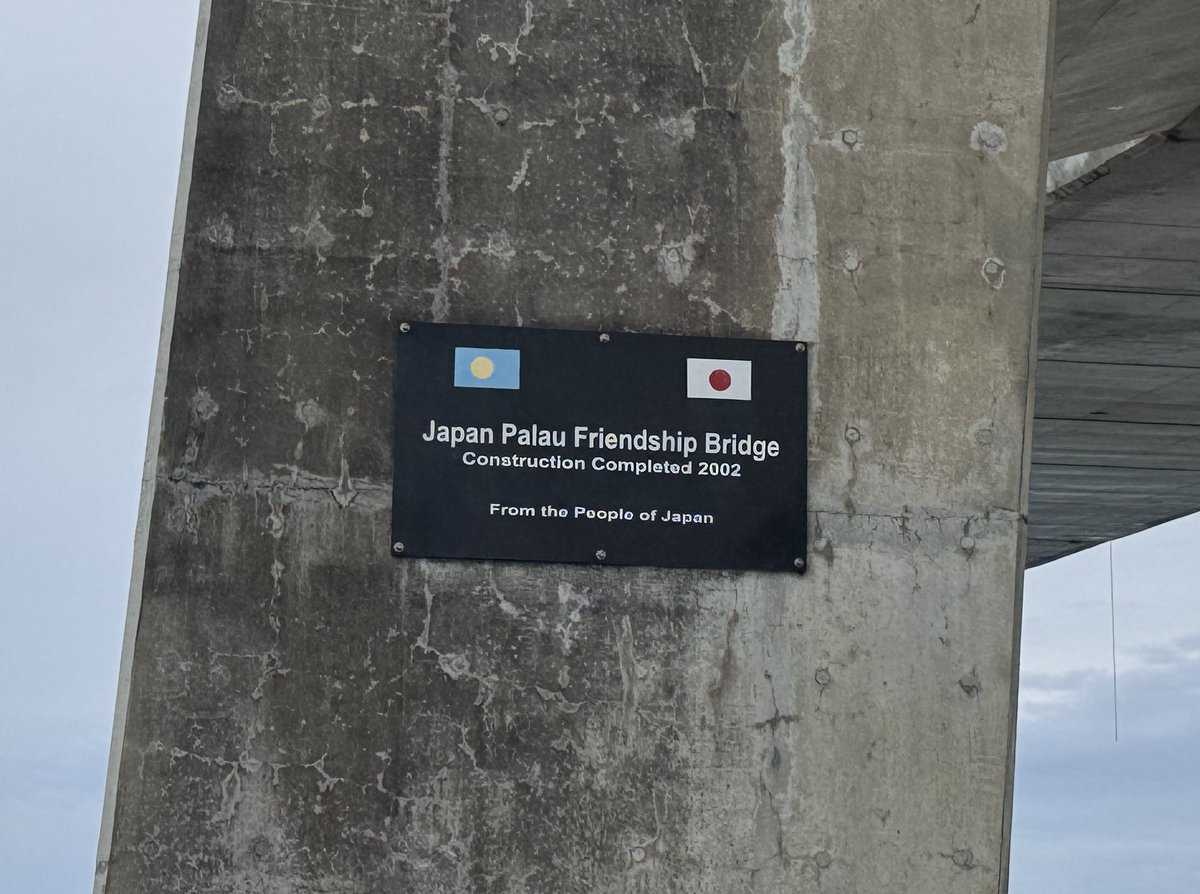 Japan Palau Friendship Bridge
Construction Completed 2002
From the People of Japan